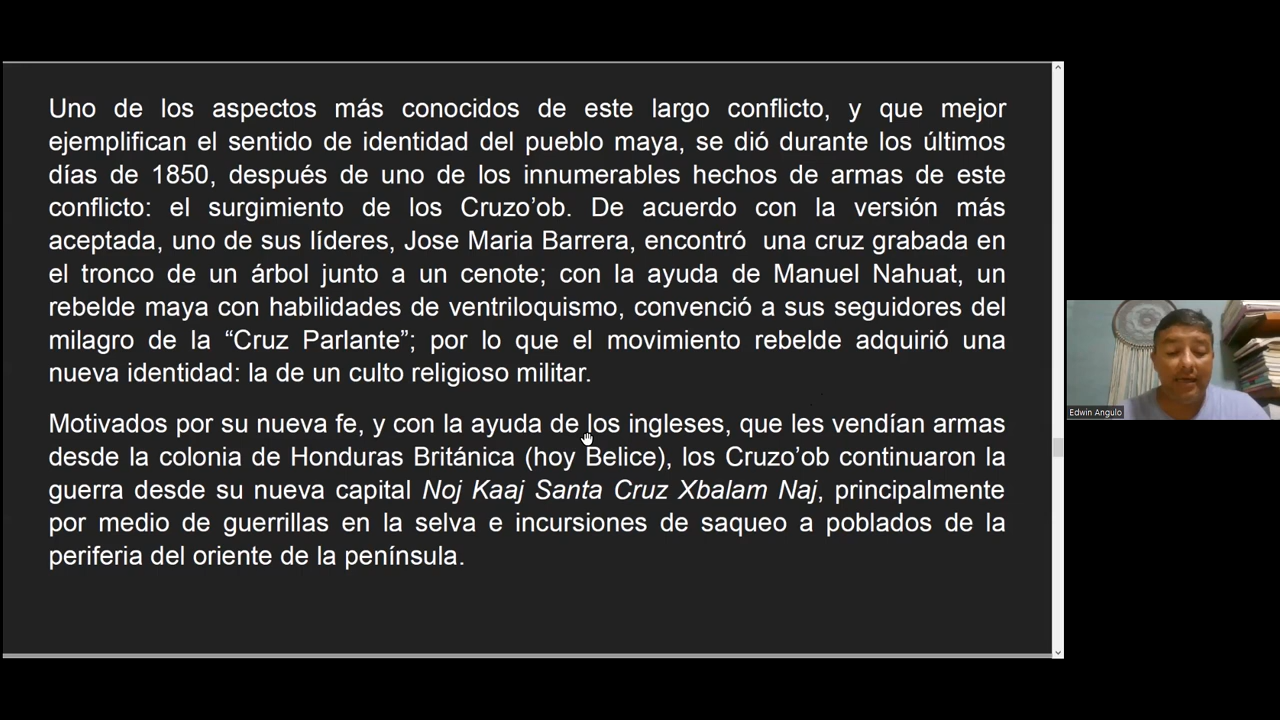 Uno de los aspectos más conocidos de este largo conflicto, y que mejor
ejemplifican el sentido de identidad del pueblo maya, se dió durante los últimos
días de 1850, después de uno de los innumerables hechos de armas de este
conflicto: el surgimiento de los Cruzo’ob. De acuerdo con la versión más
aceptada, uno de sus líderes, Jose Maria Barrera, encontró una cruz grabada en
el tronco de un árbol junto a un cenote; con la ayuda de Manuel Nahuat, un
rebelde maya con habilidades de ventriloquismo, convenció a sus seguidores del
milagro de la “Cruz Parlante”; por lo que el movimiento rebelde adquirió una
nueva identidad: la de un culto religioso militar.
Motivados por su nueva fe, y con la ayuda de los ingleses, que les vendían armas
desde la colonia de Honduras Británica (hoy Belice), los Cruzo’ob continuaron la
guerra desde su nueva capital Noj Kaaj Santa Cruz Xbalam Naj, principalmente
por medio de guerrillas en la selva e incursiones de saqueo a poblados de la
periferia del oriente de la península.
Edwin Angulo